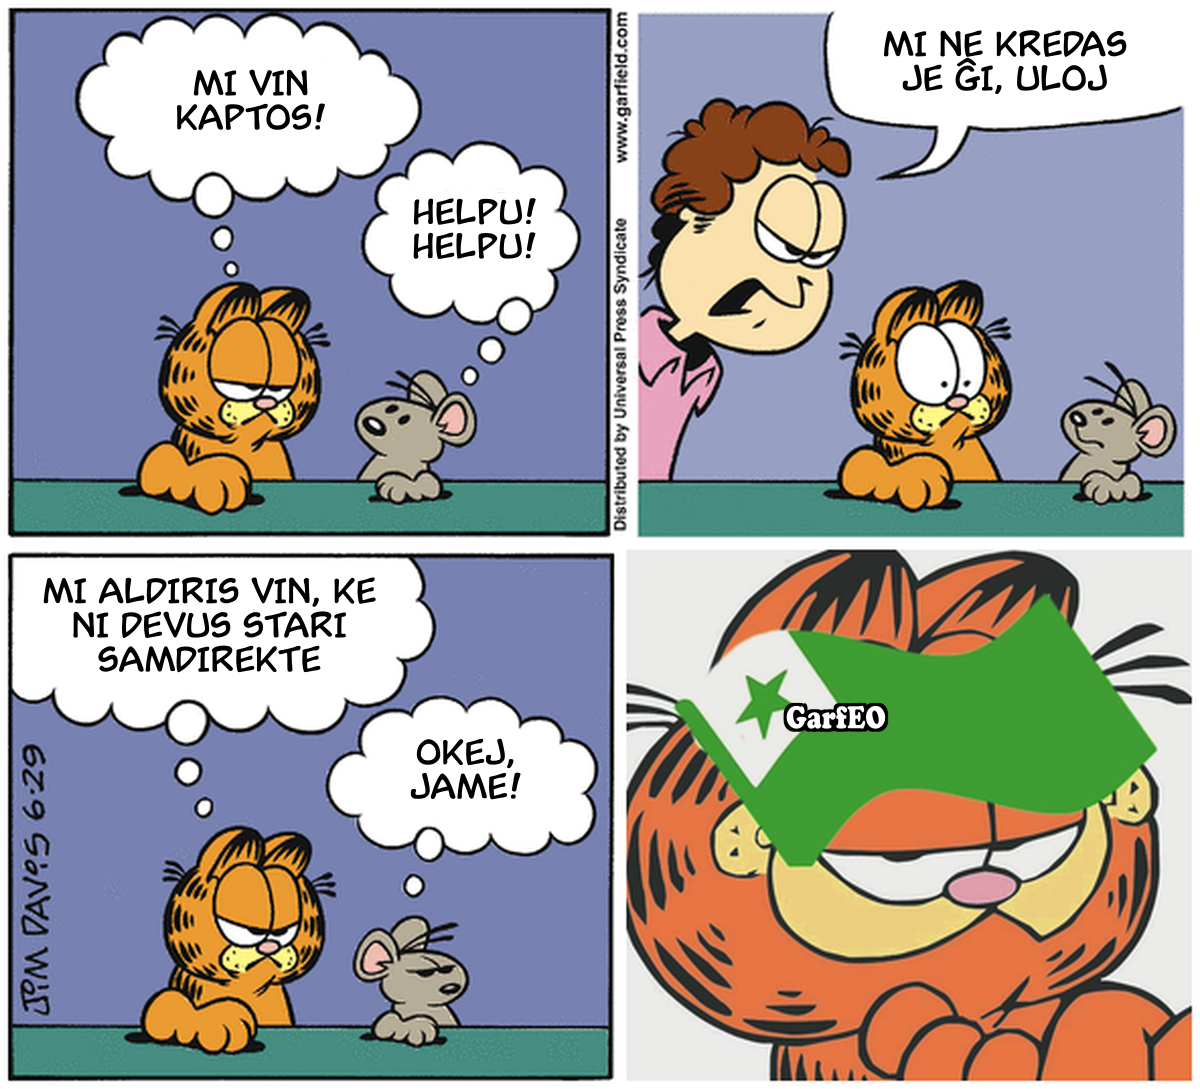 MI VIN
KAPTOS!
HELPU!
HELPU!
www.garfield.com
Distributed by Universal Press Syndicate
MI NE KREDAS
JE ĜI, ULOJ
MI ALDIRIS VIN, KE
NI DEVUS STARI
SAMDIREKTE
OKEJ,
JAME!
JIM DAVIS 6·29
GarfEO